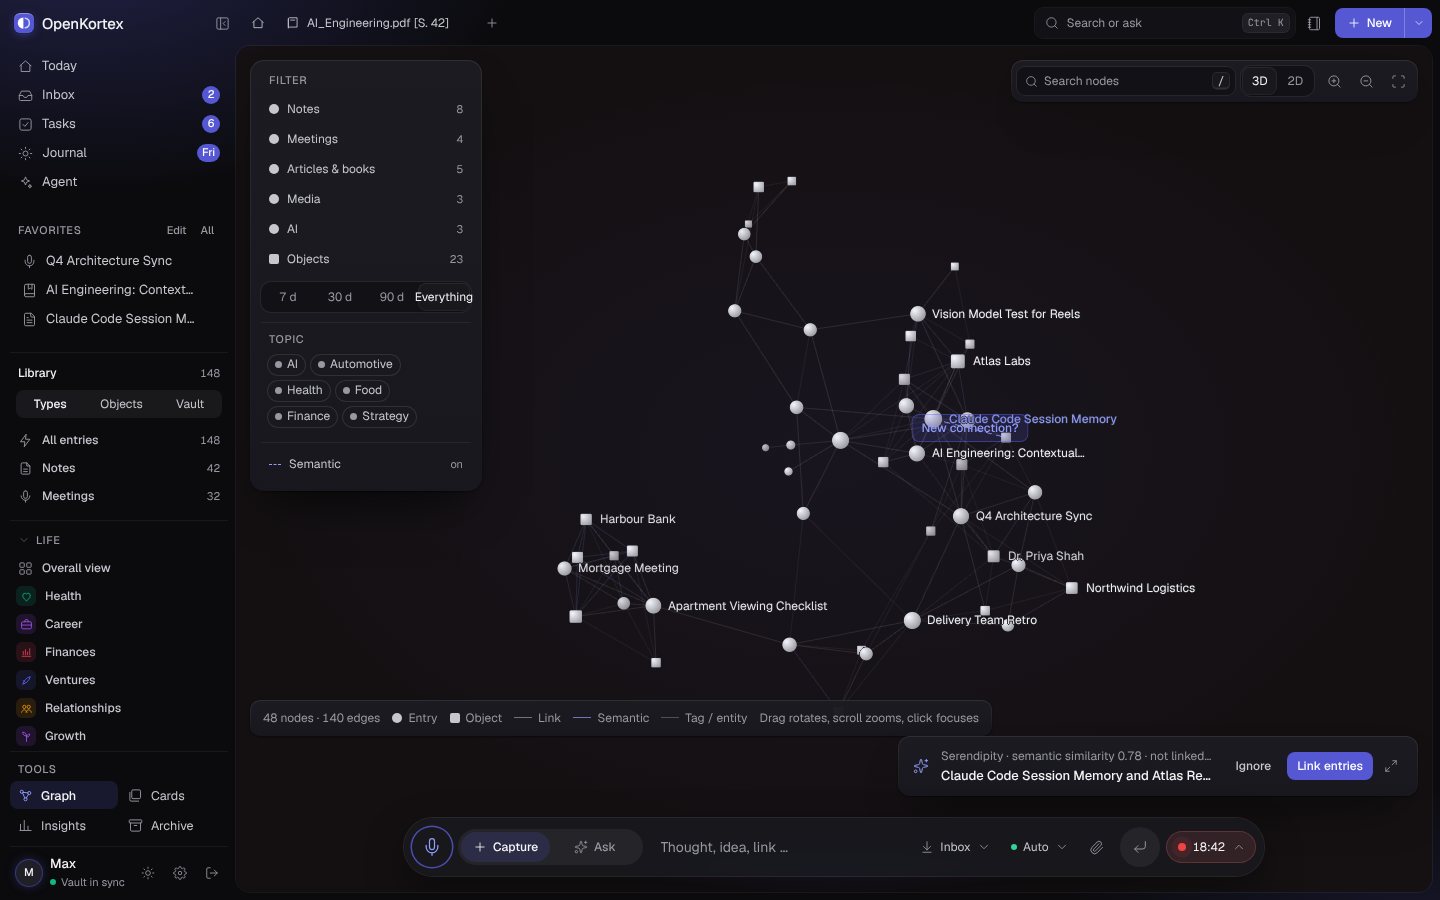 OpenKortex
AI_Engineering.pdf [S. 42]
Search or ask
Ctrl K
New
Today
Inbox 2
Tasks 6
Journal Fri
Agent
FAVORITES Edit All
Q4 Architecture Sync
AI Engineering: Context...
Claude Code Session M...
Library 148
Types Objects Vault
All entries 148
Notes 42
Meetings 32
LIFE
Overall view
Health
Career
Finances
Ventures
Relationships
Growth
TOOLS
Graph Cards
Insights Archive
M
Max
Vault in sync
FILTER
Notes 8
Meetings 4
Articles & books 5
Media 3
AI 3
Objects 23
7 d 30 d 90 d Everything
TOPIC
AI Automotive
Health Food
Finance Strategy
Semantic on
Search nodes /
3D 2D
Vision Model Test for Reels
Atlas Labs
Claude Code Session Memory
New connection?
AI Engineering: Contextual...
Q4 Architecture Sync
Harbour Bank
Dr. Priya Shah
Mortgage Meeting
Northwind Logistics
Apartment Viewing Checklist
Delivery Team Retro
48 nodes · 140 edges Entry Object Link Semantic Tag / entity Drag rotates, scroll zooms, click focuses
Serendipity · semantic similarity 0.78 · not linked...
Claude Code Session Memory and Atlas Re...
Ignore
Link entries
Capture Ask Thought, idea, link ... Inbox Auto 18:42